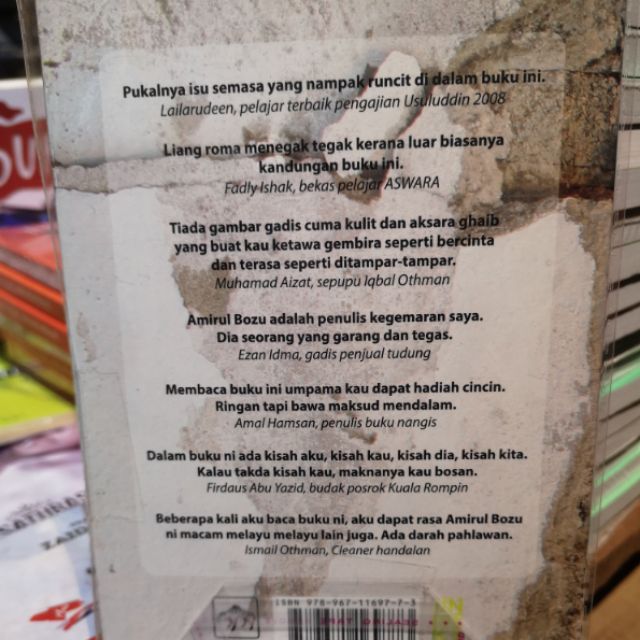 Pukalnya isu semasa yang nampak runcit di dalam buku ini.
Lailarudeen, pelajar terbaik pengajian Usuluddin 2008
Liang roma menegak tegak kerana luar biasanya
kandungan buku ini.
Fadly Ishak, bekas pelajar ASWARA
Tiada gambar gadis cuma kulit dan aksara ghaib
yang buat kau ketawa gembira seperti bercinta
dan terasa seperti ditampar-tampar.
Muhamad Aizat, sepupu Iqbal Othman
Amirul Bozu adalah penulis kegemaran saya.
Dia seorang yang garang dan tegas.
Ezan Idma, gadis penjual tudung
Membaca buku ini umpama kau dapat hadiah cincin.
Ringan tapi bawa maksud mendalam.
Amal Hamsan, penulis buku nangis
Dalam buku ni ada kisah aku, kisah kau, kisah dia, kisah kita.
Kalau takda kisah kau, maknanya kau bosan.
Firdaus Abu Yazid, budak posrok Kuala Rompin
Beberapa kali aku baca buku ni, aku dapat rasa Amirul Bozu
ni macam melayu melayu lain juga. Ada darah pahlawan.
Ismail Othman, Cleaner handalan
ISBN 978-967-11697-7-3